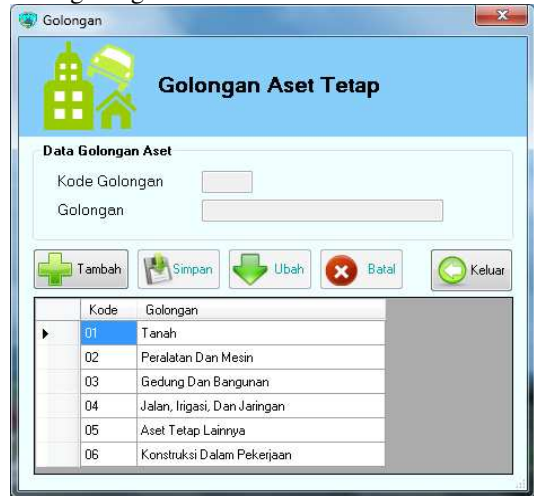 Golongan
Golongan Aset Tetap
Data Golongan Aset
Kode Golongan
Golongan
Tambah Simpan Ubah Batal Keluar
Kode Golongan
01 Tanah
02 Peralatan Dan Mesin
03 Gedung Dan Bangunan
04 Jalan, Irigasi, Dan Jaringan
05 Aset Tetap Lainnya
06 Konstruksi Dalam Pekerjaan